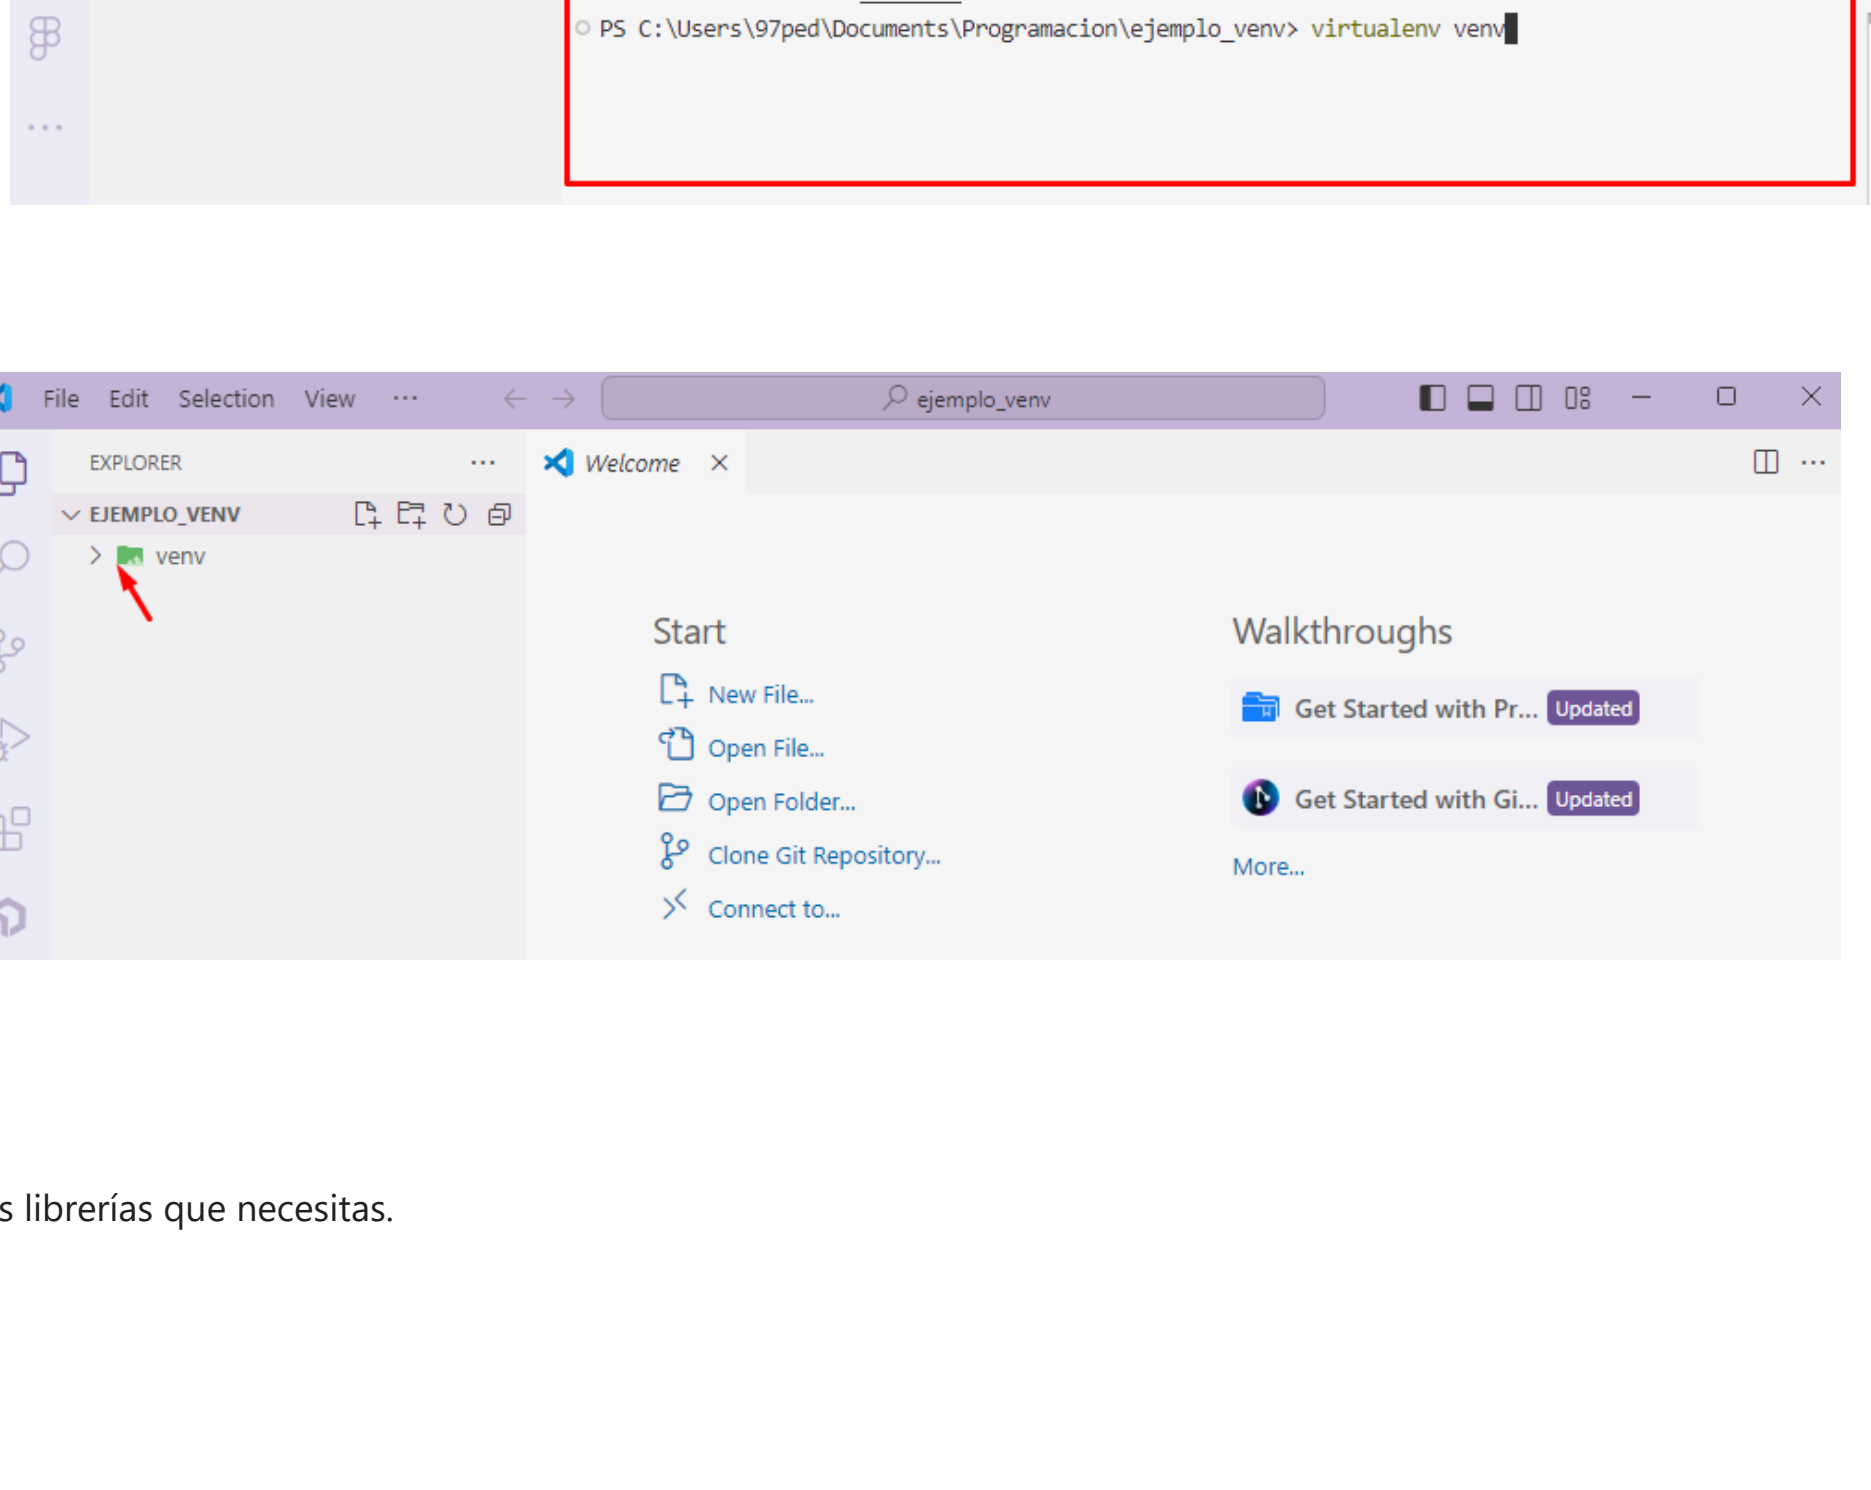 PS C:\Users\97ped\Documents\Programacion\ejemplo_venv> virtualenv venv
File Edit Selection View ··· ejemplo_venv
EXPLORER ··· Welcome
EJEMPLO_VENV
venv
Start
New File...
Open File...
Open Folder...
Clone Git Repository...
Connect to...
Walkthroughs
Get Started with Pr... Updated
Get Started with Gi... Updated
More...
s librerías que necesitas.